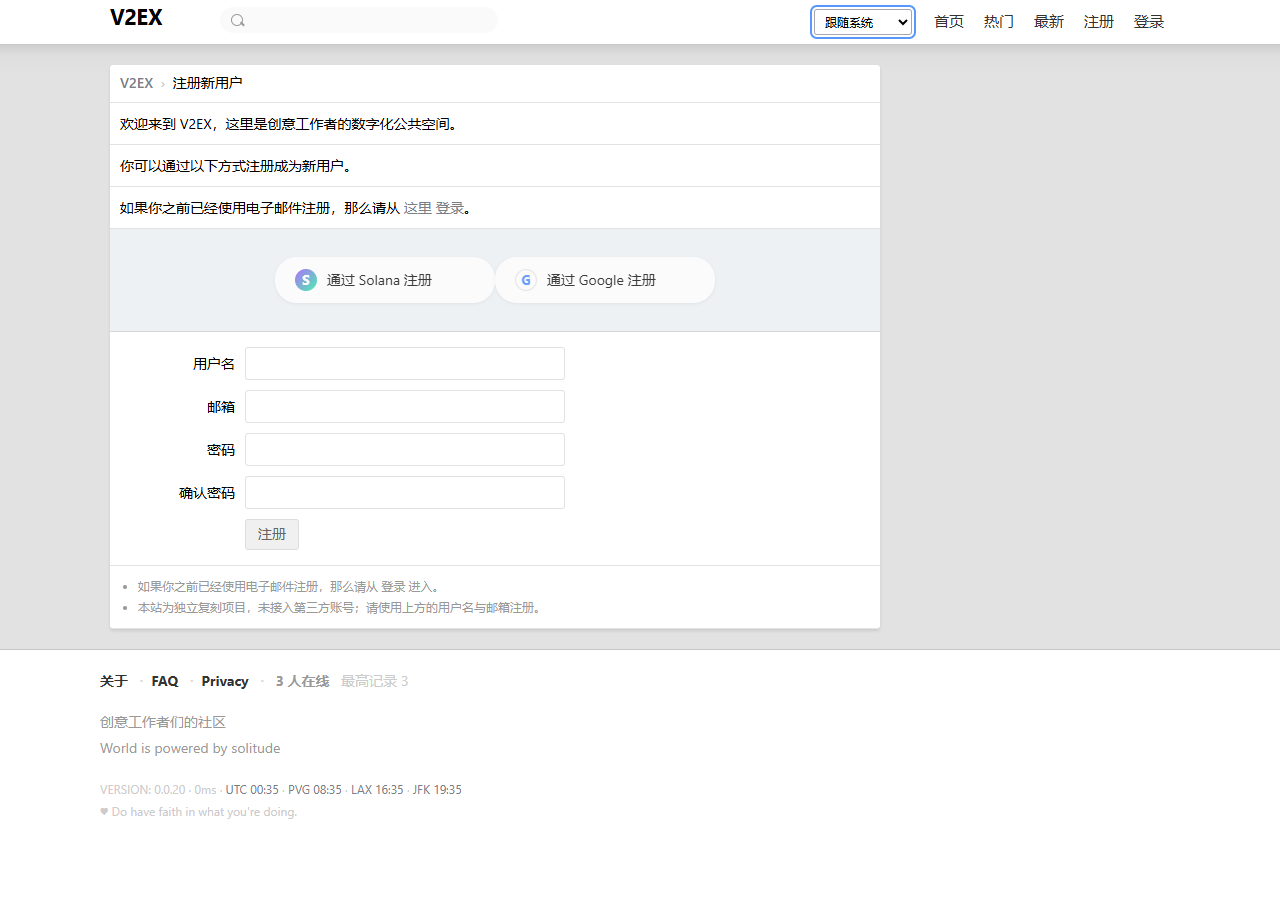 V2EX 跟随系统 首页 热门 最新 注册 登录
V2EX › 注册新用户
欢迎来到 V2EX，这里是创意工作者的数字化公共空间。
你可以通过以下方式注册成为新用户。
如果你之前已经使用电子邮件注册，那么请从 这里 登录。
S 通过 Solana 注册 G 通过 Google 注册
用户名
邮箱
密码
确认密码
注册
• 如果你之前已经使用电子邮件注册，那么请从 登录 进入。
• 本站为独立复刻项目，未接入第三方账号；请使用上方的用户名与邮箱注册。
关于 · FAQ · Privacy · 3 人在线 最高记录 3
创意工作者们的社区
World is powered by solitude
VERSION: 0.0.20 · 0ms · UTC 00:35 · PVG 08:35 · LAX 16:35 · JFK 19:35
♥ Do have faith in what you're doing.